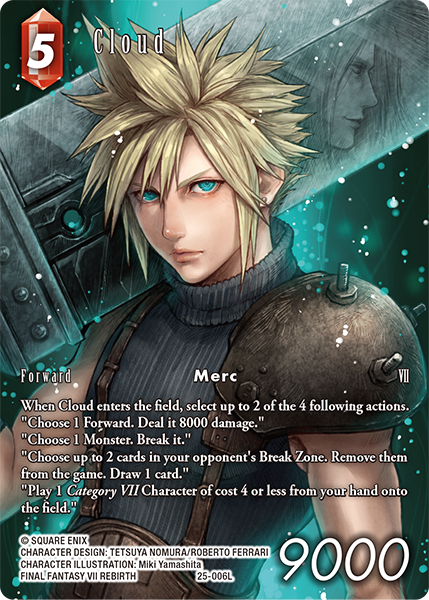 5
Cloud
Forward Merc VII
When Cloud enters the field, select up to 2 of the 4 following actions.
"Choose 1 Forward. Deal it 8000 damage."
"Choose 1 Monster. Break it."
"Choose up to 2 cards in your opponent's Break Zone. Remove them
from the game. Draw 1 card."
"Play 1 Category VII Character of cost 4 or less from your hand onto
the field."
© SQUARE ENIX
CHARACTER DESIGN: TETSUYA NOMURA/ROBERTO FERRARI
CHARACTER ILLUSTRATION: Miki Yamashita
FINAL FANTASY VII REBIRTH 25-006L
9000